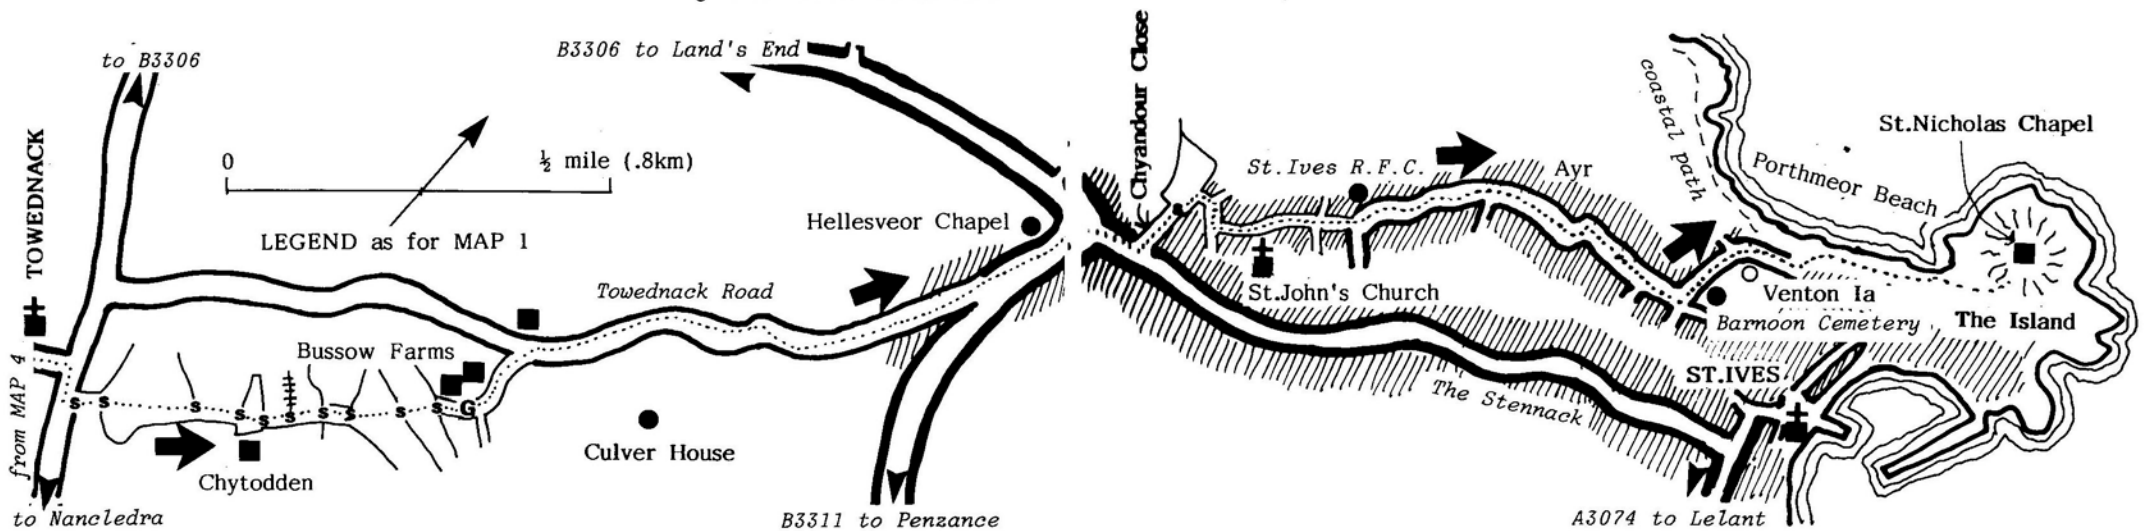 to B3306
B3306 to Land's End
TOWEDNACK
0
½ mile (.8km)
LEGEND as for MAP 1
Hellesveor Chapel
Towednack Road
Bussow Farms
from MAP 4
s s s s s s s s s s G
Culver House
Chytodden
to Nancledra
B3311 to Penzance
Chyandour Close
St.Ives R.F.C.
Ayr
coastal path
St.Nicholas Chapel
Porthmeor Beach
St.John's Church
Venton Ia
Barnoon Cemetery
The Island
ST.IVES
The Stennack
A3074 to Lelant